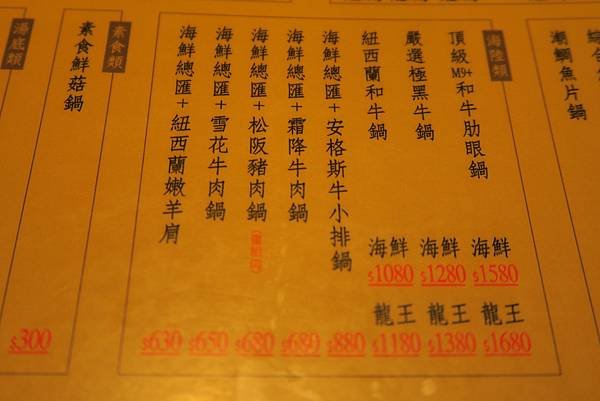 潮鯛魚片鍋
海陸類
頂級M9+和牛肋眼鍋
海鮮
$1580
龍王
$1680
嚴選極黑牛鍋
海鮮
$1280
龍王
$1380
紐西蘭和牛鍋
海鮮
$1080
龍王
$1180
海鮮總匯+安格斯牛小排鍋
$880
海鮮總匯+霜降牛肉鍋
$680
海鮮總匯+松阪豬肉鍋
$680
海鮮總匯+雪花牛肉鍋
$650
海鮮總匯+紐西蘭嫩羊肩
$630
素食類
素食鮮菇鍋
$300
湯底類